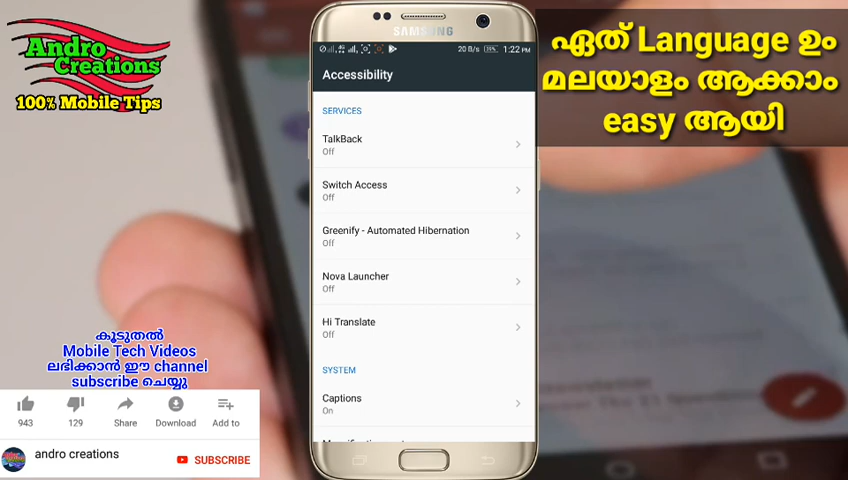 Andro
Creations
100% Mobile Tips
SAMSUNG
20 B/s 39% 1:22 PM
Accessibility
SERVICES
TalkBack
Off
Switch Access
Off
Greenify - Automated Hibernation
Off
Nova Launcher
Off
Hi Translate
Off
SYSTEM
Captions
On
ഏത് Language ഉം
മലയാളം ആക്കാം
easy ആയി
കൂടുതൽ
Mobile Tech Videos
ലഭിക്കാൻ ഈ channel
subscribe ചെയ്യു
943 129 Share Download Add to
andro creations SUBSCRIBE